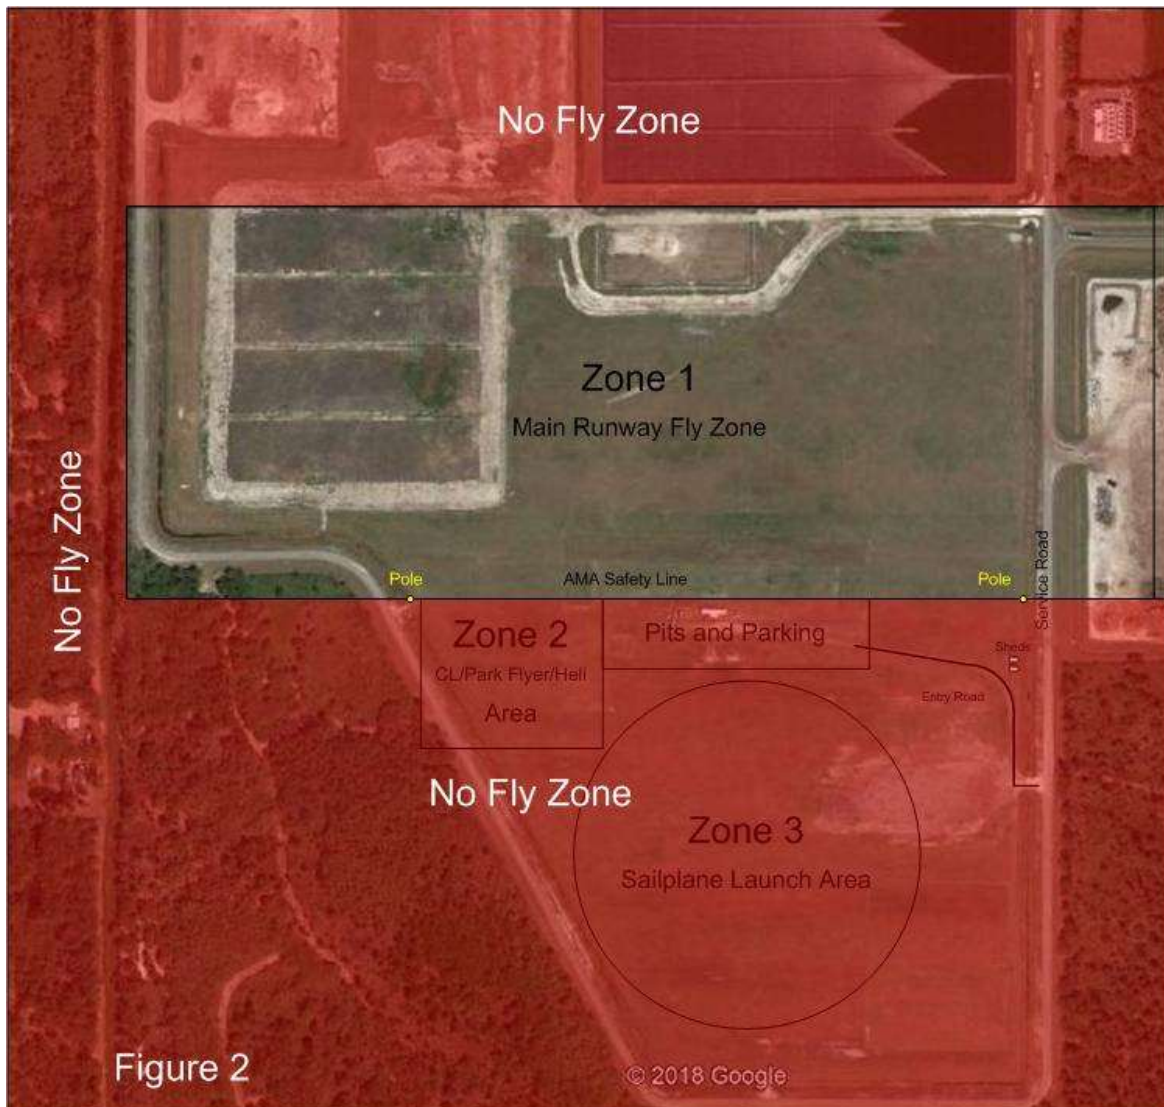 No Fly Zone
Zone 1
Main Runway Fly Zone
No Fly Zone
Pole
AMA Safety Line
Pole
Service Road
Zone 2
CL/Park Flyer/Heli
Area
Pits and Parking
Sheds
Entry Road
No Fly Zone
Zone 3
Sailplane Launch Area
Figure 2
© 2018 Google